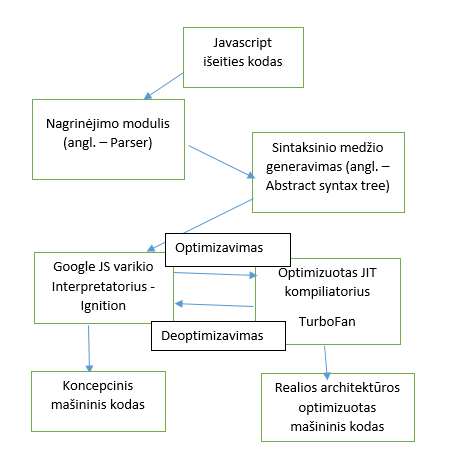 Javascript
išeities kodas
Nagrinėjimo modulis
(angl. – Parser)
Sintaksinio medžio
generavimas (angl. –
Abstract syntax tree)
Optimizavimas
Google JS varikio
Interpretatorius -
Ignition
Optimizuotas JIT
kompiliatorius
TurboFan
Deoptimizavimas
Koncepcinis
mašininis kodas
Realios architektūros
optimizuotas
mašininis kodas